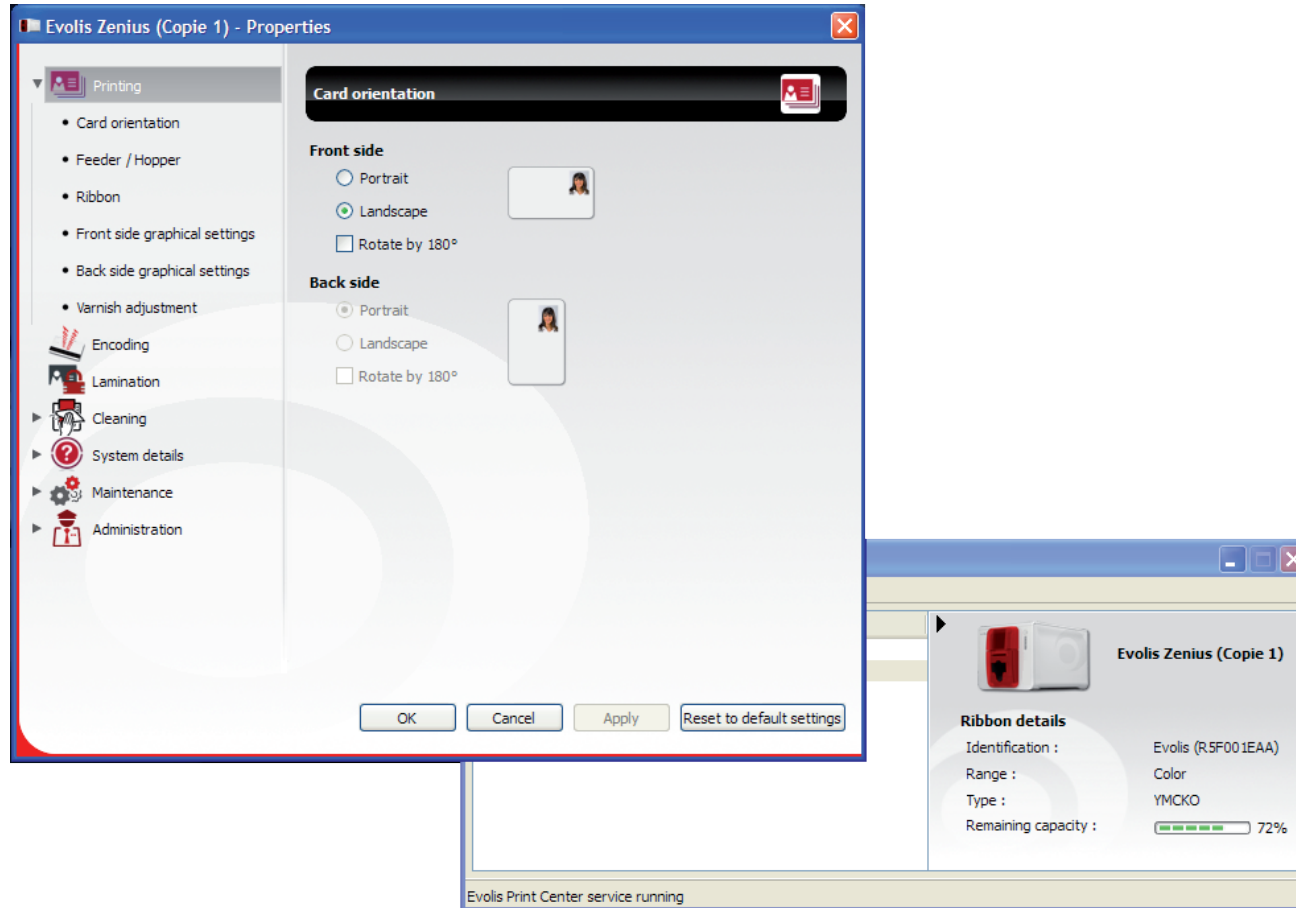 Evolis Zenius (Copie 1) - Properties
Printing
• Card orientation
• Feeder / Hopper
• Ribbon
• Front side graphical settings
• Back side graphical settings
• Varnish adjustment
Encoding
Lamination
Cleaning
System details
Maintenance
Administration
Card orientation
Front side
Portrait
Landscape
Rotate by 180°
Back side
Portrait
Landscape
Rotate by 180°
OK
Cancel
Apply
Reset to default settings
Evolis Zenius (Copie 1)
Ribbon details
Identification : Evolis (R5F001EAA)
Range : Color
Type : YMCKO
Remaining capacity : 72%
Evolis Print Center service running